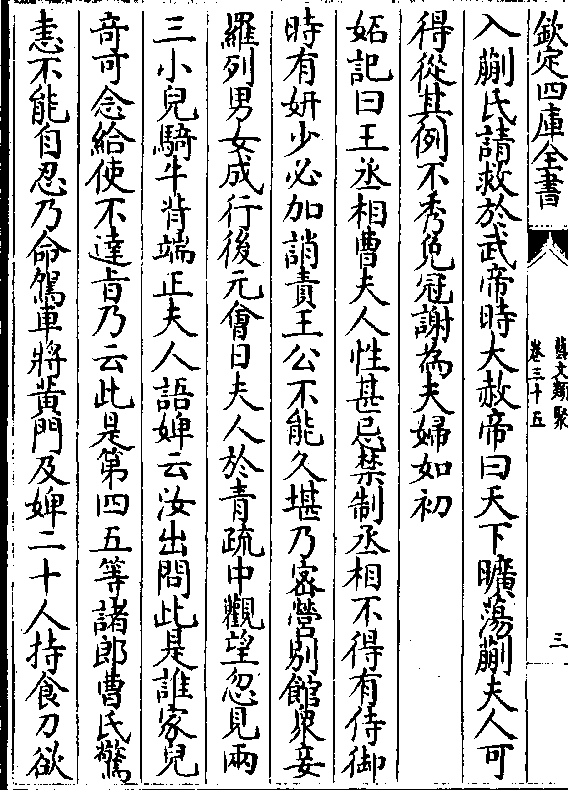 欽定四庫全書
藝文類聚
卷三十五
三
入蒯氏請救於武帝時大赦帝曰天下曠蕩蒯夫人可
得從其例不秀免冠謝為夫婦如初
妬記曰王丞相曹夫人性甚忌禁制丞相不得有侍御
時有妍少必加誚責王公不能久堪乃密營别館衆妾
羅列男女成行後元會日夫人於青疏中觀望忽見兩
三小兒騎牛背端正夫人語婢云汝出問此是誰家兒
奇可念給使不達㫖乃云此是第四五等諸郎曹氏驚
恚不能自忍乃命駕車將黄門及婢二十人持食刀欲